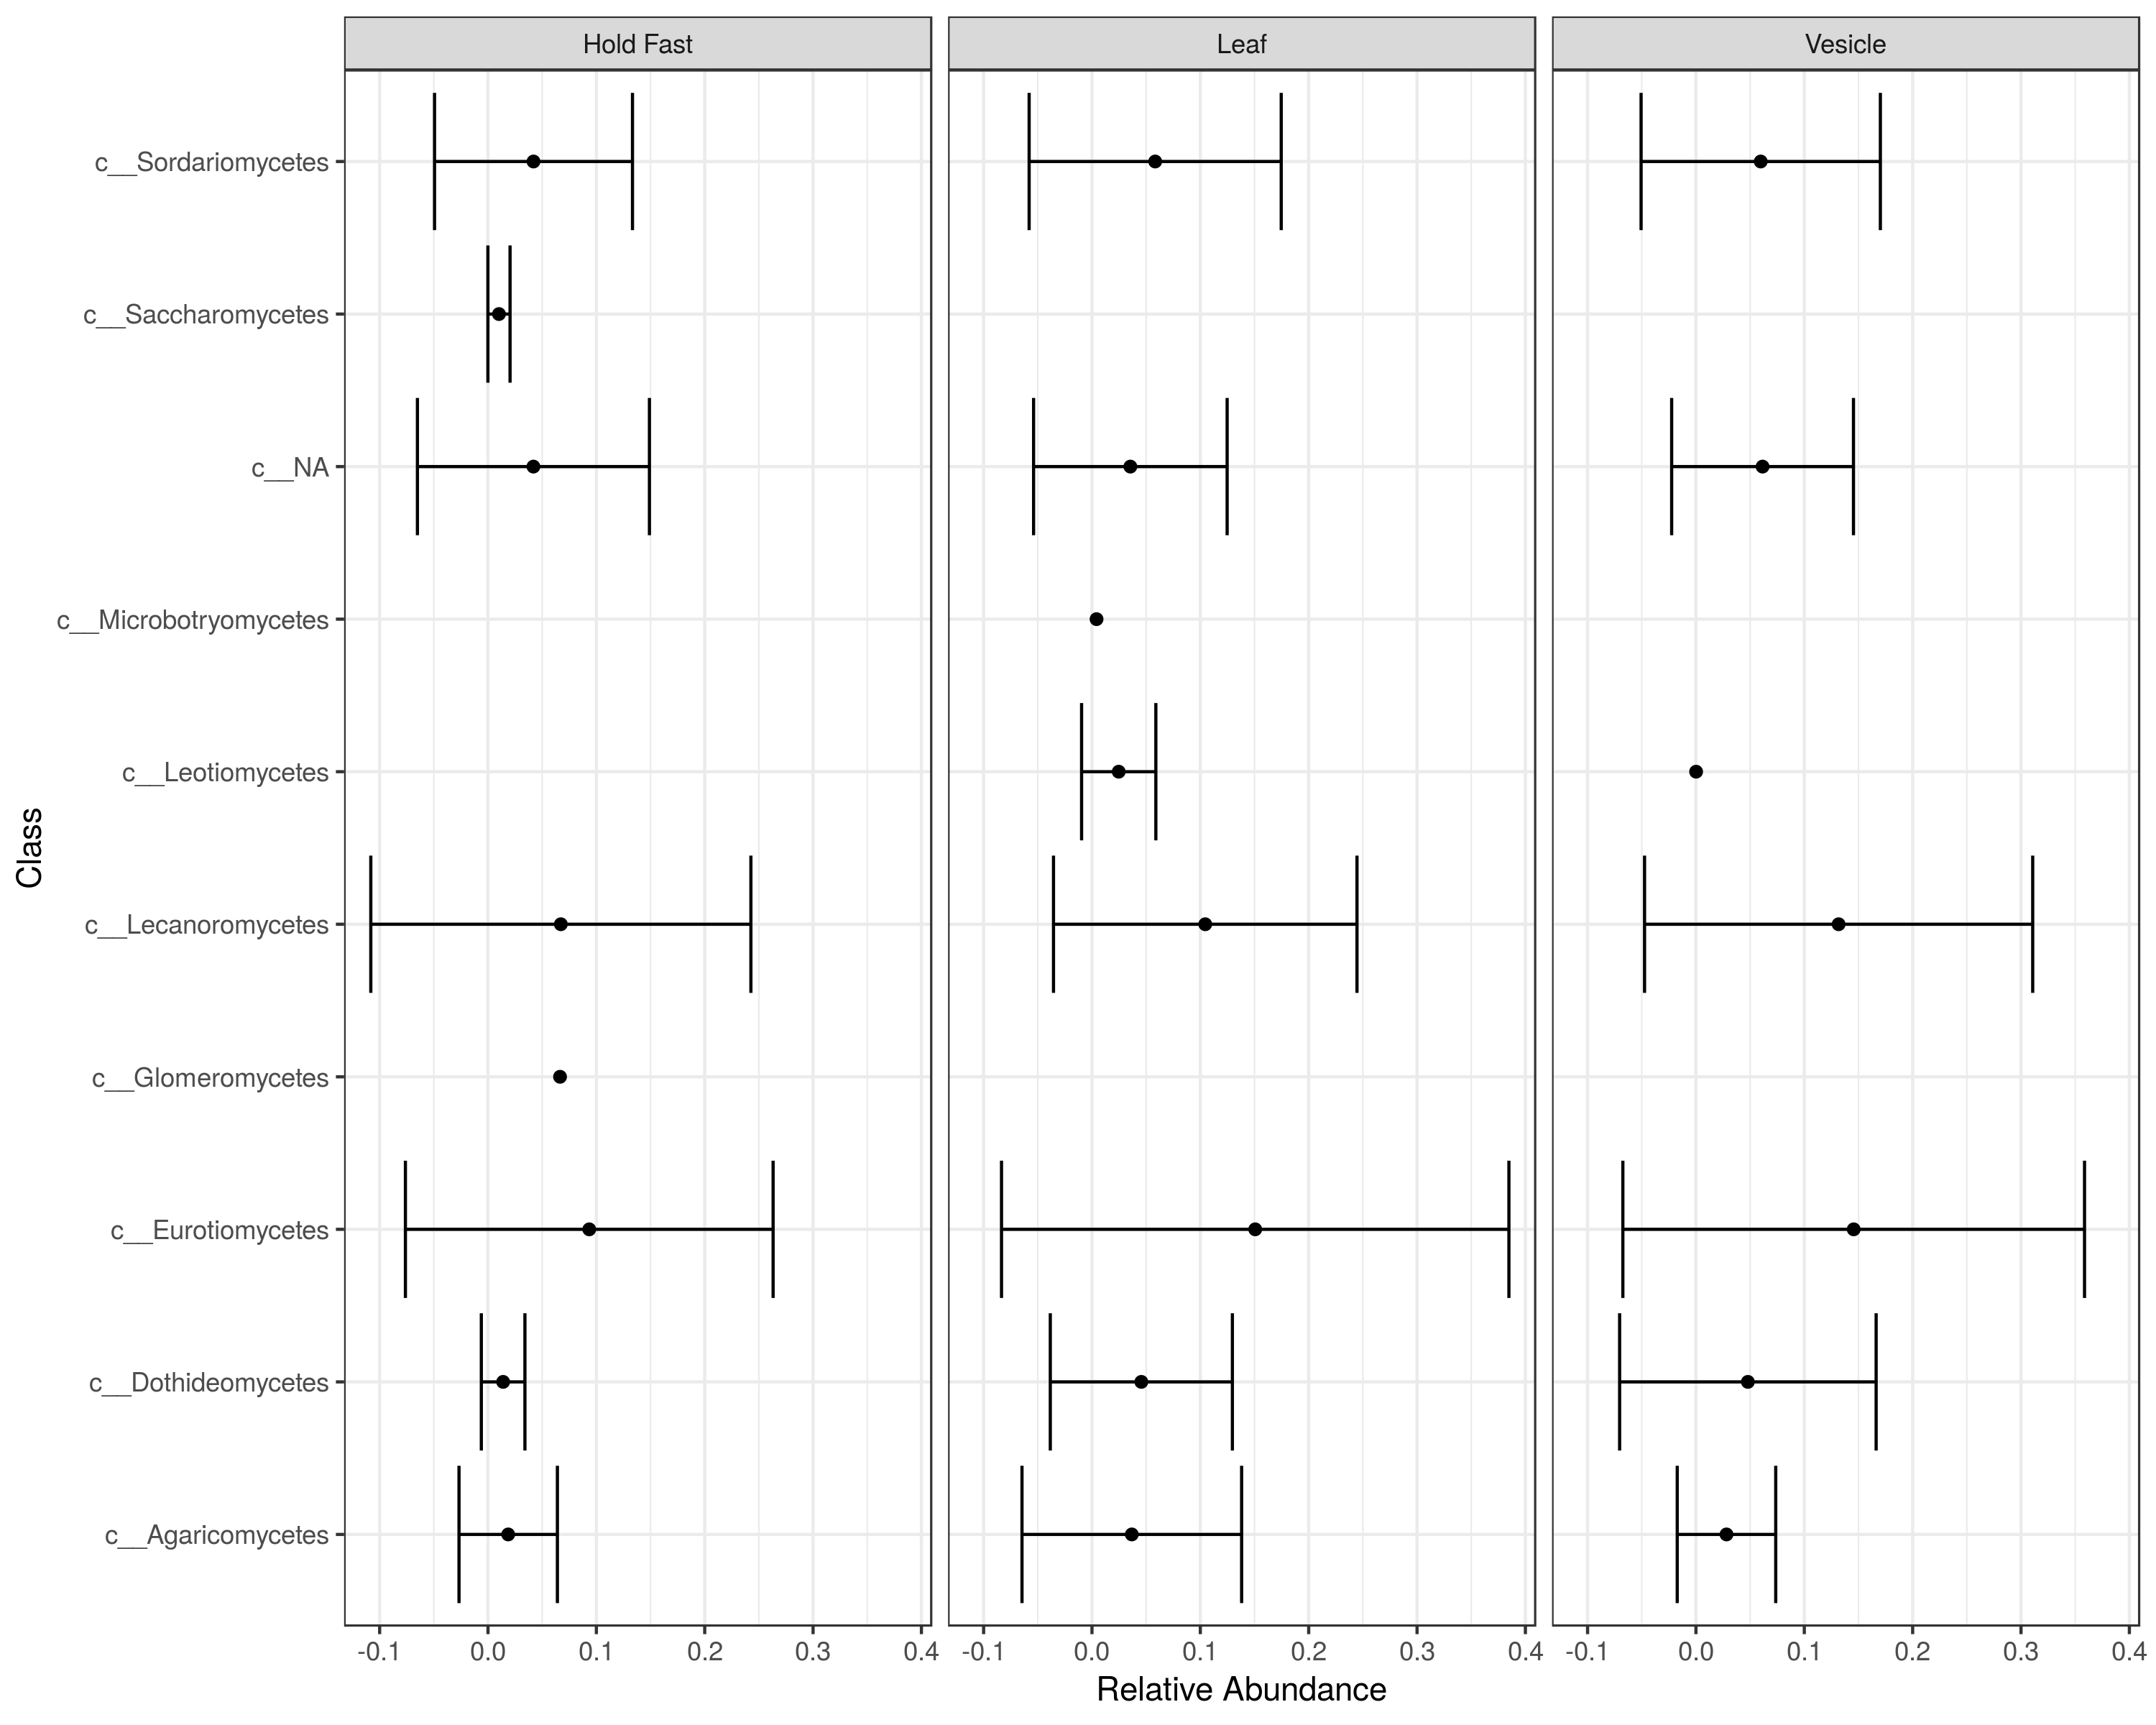 Hold Fast Leaf Vesicle
c__Sordariomycetes
c__Saccharomycetes
c__NA
c__Microbotryomycetes
c__Leotiomycetes
c__Lecanoromycetes
c__Glomeromycetes
c__Eurotiomycetes
c__Dothideomycetes
c__Agaricomycetes
Class
-0.1 0.0 0.1 0.2 0.3 0.4 -0.1 0.0 0.1 0.2 0.3 0.4 -0.1 0.0 0.1 0.2 0.3 0.4
Relative Abundance